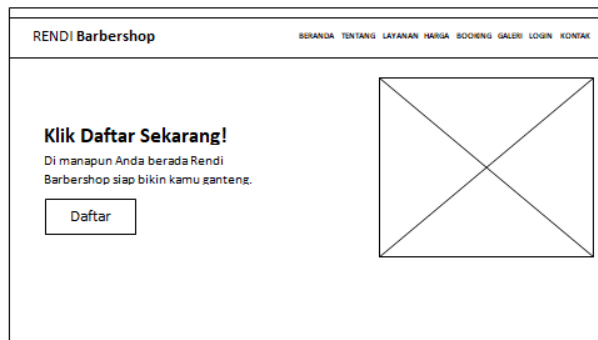 RENDI Barbershop
BERANDA TENTANG LAYANAN HARGA BOOKING GALERI LOGIN KONTAK
Klik Daftar Sekarang!
Di manapun Anda berada Rendi
Barbershop siap bikin kamu ganteng.
Daftar